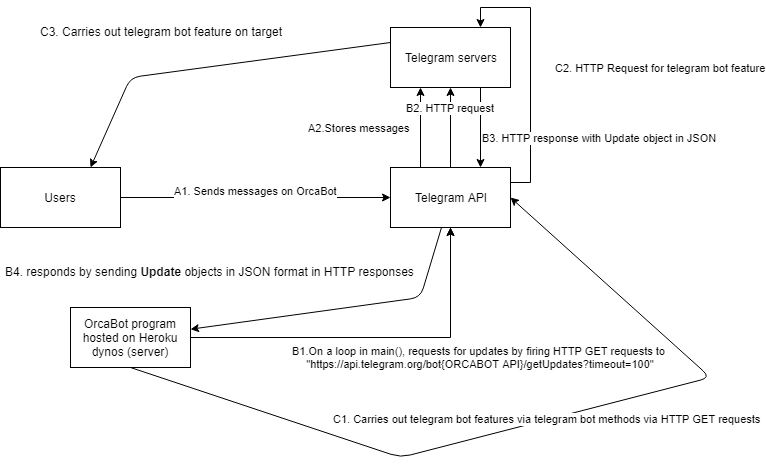 C3. Carries out telegram bot feature on target
Telegram servers
C2. HTTP Request for telegram bot feature
B2. HTTP request
A2.Stores messages
B3. HTTP response with Update object in JSON
Users
A1. Sends messages on OrcaBot
Telegram API
B4. responds by sending Update objects in JSON format in HTTP responses
OrcaBot program
hosted on Heroku
dynos (server)
B1.On a loop in main(), requests for updates by firing HTTP GET requests to
"https://api.telegram.org/bot{ORCABOT API}/getUpdates?timeout=100"
C1. Carries out telegram bot features via telegram bot methods via HTTP GET requests